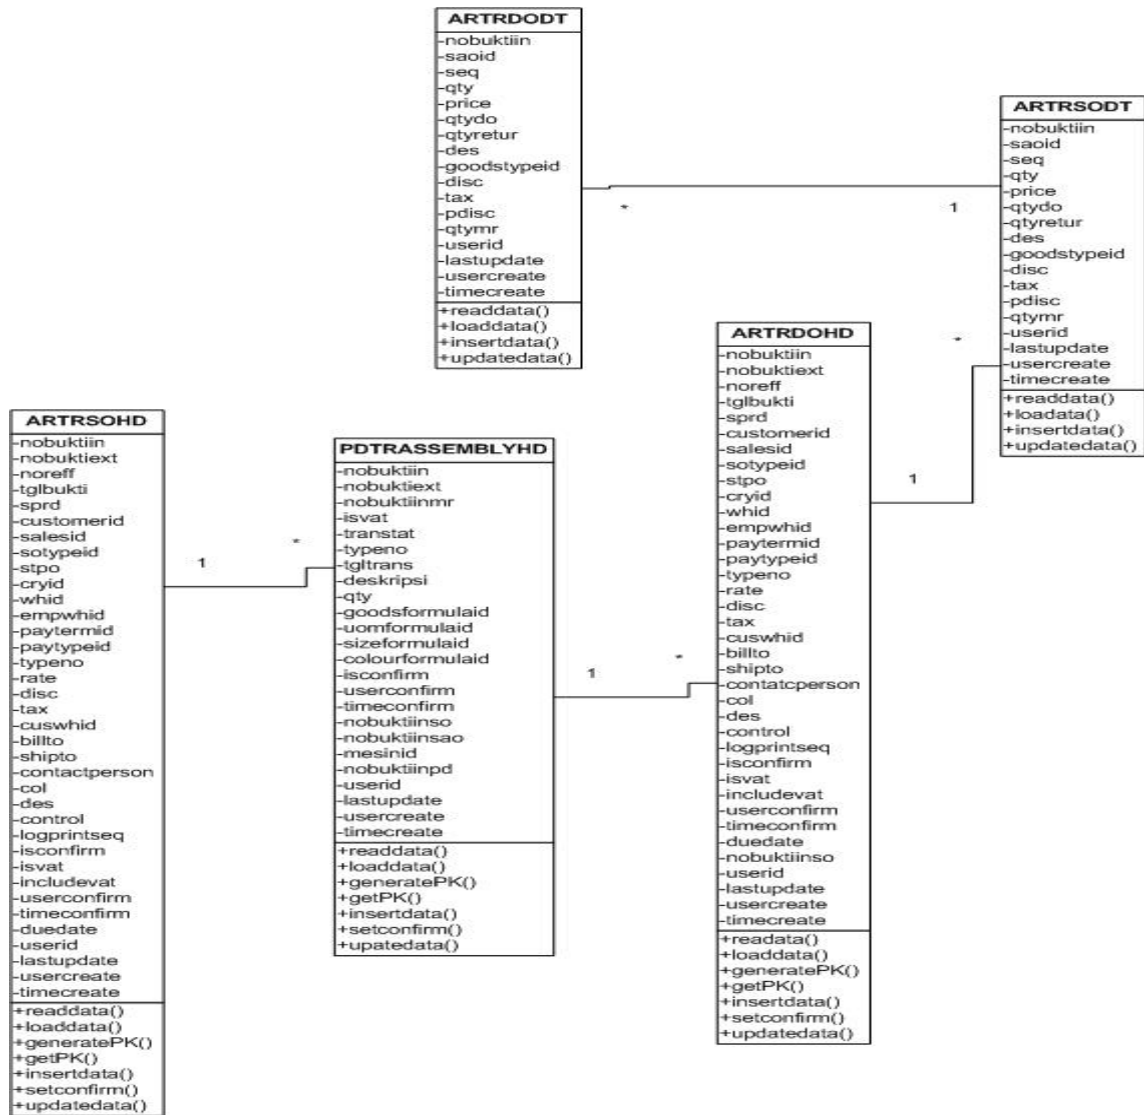 ARTRDODT
-nobuktiin
-saoid
-seq
-qty
-price
-qtydo
-qtyretur
-des
-goodstypeid
-disc
-tax
-pdisc
-qtymr
-userid
-lastupdate
-usercreate
-timecreate
+readdata()
+loaddata()
+insertdata()
+updatedata()
*
1
ARTRSODT
-nobuktiin
-saoid
-seq
-qty
-price
-qtydo
-qtyretur
-des
-goodstypeid
-disc
-tax
-pdisc
-qtymr
-userid
-lastupdate
-usercreate
-timecreate
+readdata()
+loadata()
+insertdata()
+updatedata()
*
1
ARTRSOHD
-nobuktiin
-nobuktiext
-noreff
-tglbukti
-sprd
-customerid
-salesid
-sotypeid
-stpo
-cryid
-whid
-empwhid
-paytermid
-paytypeid
-typeno
-rate
-disc
-tax
-cuswhid
-billto
-shipto
-contactperson
-col
-des
-control
-logprintseq
-isconfirm
-isvat
-includevat
-userconfirm
-timeconfirm
-duedate
-userid
-lastupdate
-usercreate
-timecreate
+readdata()
+loaddata()
+generatePK()
+getPK()
+insertdata()
+setconfirm()
+updatedata()
1
*
PDTRASSEMBLYHD
-nobuktiin
-nobuktiext
-nobuktiinmr
-isvat
-transtat
-typeno
-tgltrans
-deskripsi
-qty
-goodsformulaid
-uomformulaid
-sizeformulaid
-colourformulaid
-isconfirm
-userconfirm
-timeconfirm
-nobuktiinso
-nobuktiinsao
-mesinid
-nobuktiinpd
-userid
-lastupdate
-usercreate
-timecreate
+readdata()
+loaddata()
+generatePK()
+getPK()
+insertdata()
+setconfirm()
+upatedata()
1
*
ARTRDOHD
-nobuktiin
-nobuktiext
-noreff
-tglbukti
-sprd
-customerid
-salesid
-sotypeid
-stpo
-cryid
-whid
-empwhid
-paytermid
-paytypeid
-typeno
-rate
-disc
-tax
-cuswhid
-billto
-shipto
-contatcperson
-col
-des
-control
-logprintseq
-isconfirm
-isvat
-includevat
-userconfirm
-timeconfirm
-duedate
-nobuktiinso
-userid
-lastupdate
-usercreate
-timecreate
+readata()
+loaddata()
+generatePK()
+getPK()
+insertdata()
+setconfirm()
+updatedata()